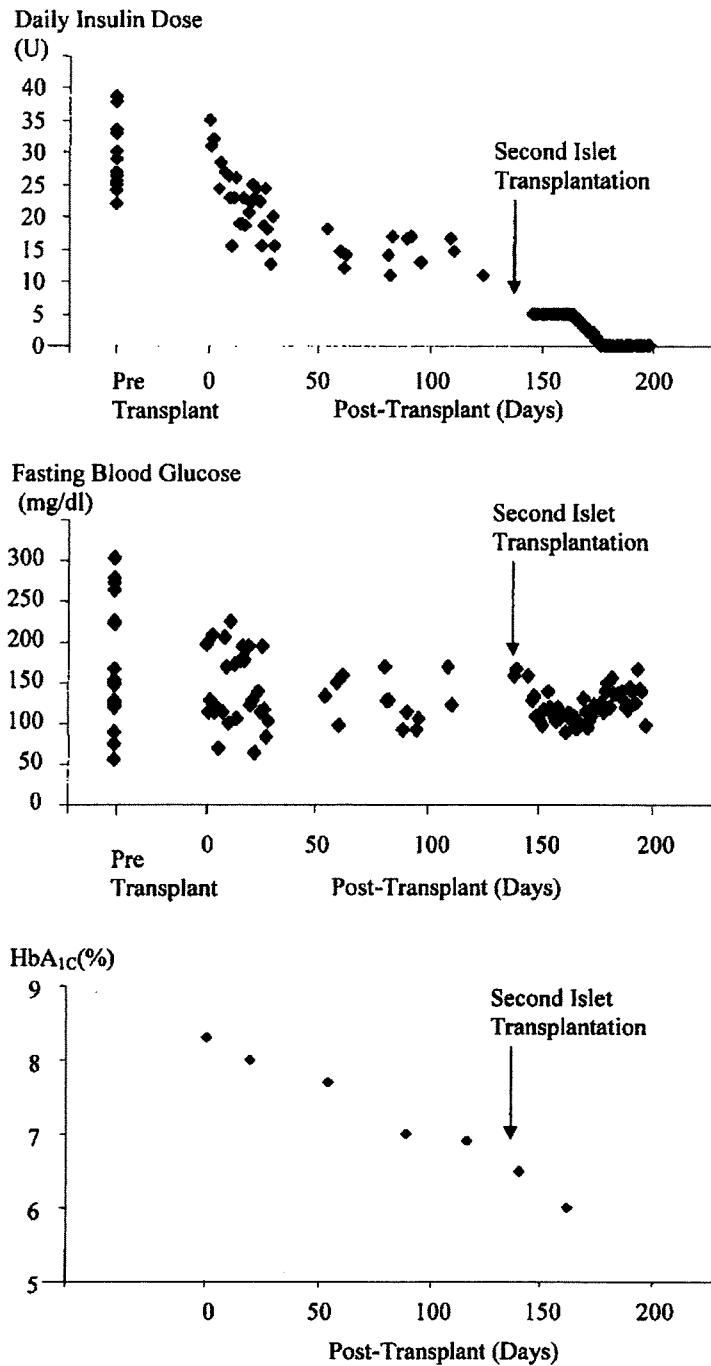 Daily Insulin Dose
(U)
40
35
30
25
20
15
10
5
0
Second Islet
Transplantation
Pre
Transplant
0 50 100 150 200
Post-Transplant (Days)
Fasting Blood Glucose
(mg/dl)
300
250
200
150
100
50
0
Second Islet
Transplantation
Pre
Transplant
0 50 100 150 200
Post-Transplant (Days)
HbA1C(%)
9
8
7
6
5
Second Islet
Transplantation
0 50 100 150 200
Post-Transplant (Days)